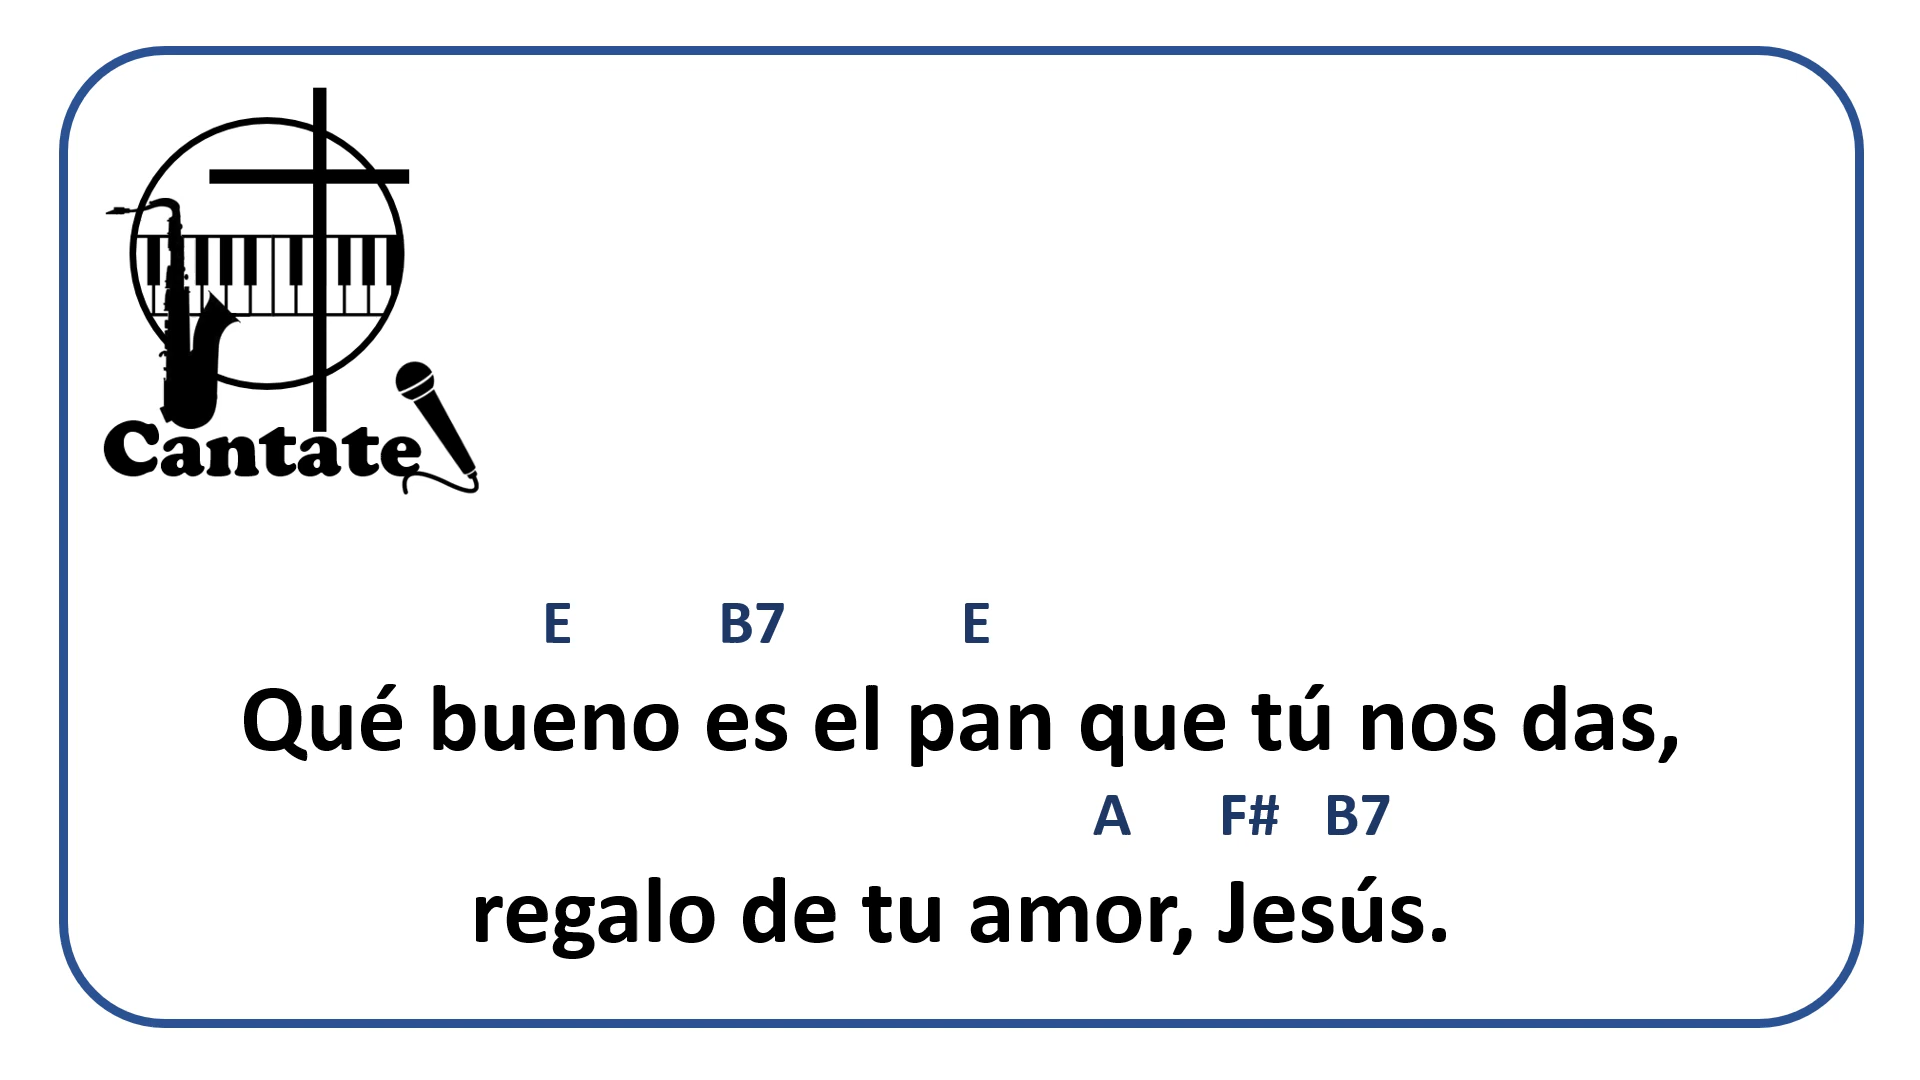 Cantate
E B7 E
Qué bueno es el pan que tú nos das,
A F# B7
regalo de tu amor, Jesús.